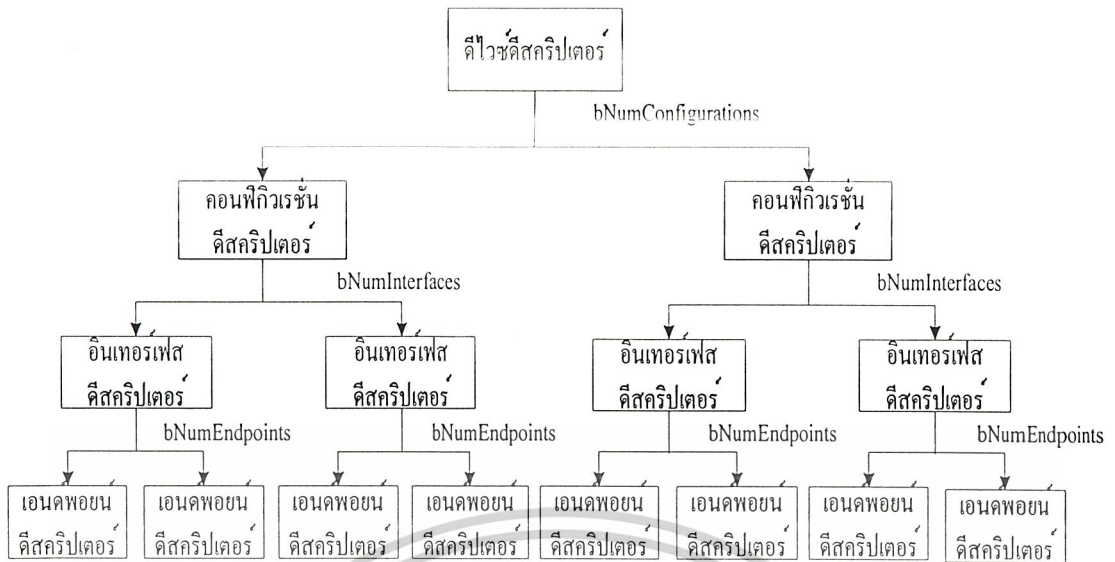 ดีไวซ์ดีสคริปเตอร์
bNumConfigurations
คอนฟิกิวเรชั่น
ดีสคริปเตอร์
คอนฟิกิวเรชั่น
ดีสคริปเตอร์
bNumInterfaces
bNumInterfaces
อินเทอร์เฟส
ดีสคริปเตอร์
อินเทอร์เฟส
ดีสคริปเตอร์
อินเทอร์เฟส
ดีสคริปเตอร์
อินเทอร์เฟส
ดีสคริปเตอร์
bNumEndpoints
bNumEndpoints
bNumEndpoints
bNumEndpoints
เอนดพอยน์
ดีสคริปเตอร์
เอนดพอยน์
ดีสคริปเตอร์
เอนดพอยน์
ดีสคริปเตอร์
เอนดพอยน์
ดีสคริปเตอร์
เอนดพอยน์
ดีสคริปเตอร์
เอนดพอยน์
ดีสคริปเตอร์
เอนดพอยน์
ดีสคริปเตอร์
เอนดพอยน์
ดีสคริปเตอร์